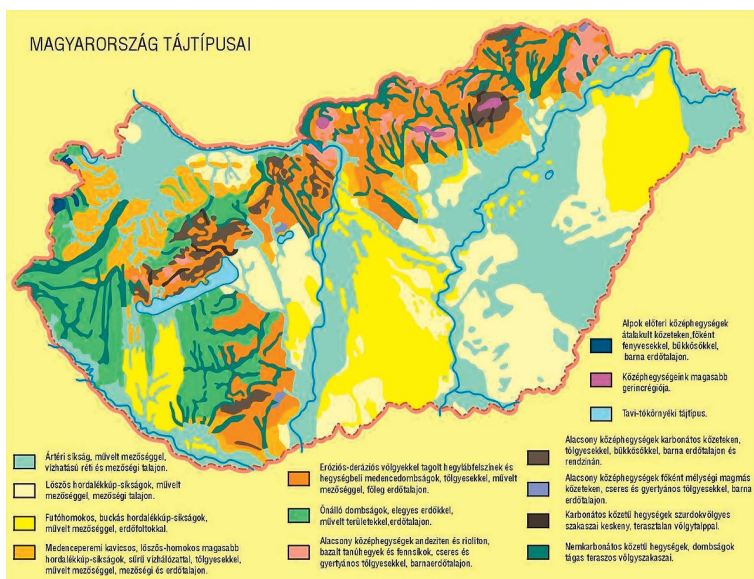 MAGYARORSZÁG TÁJTÍPUSAI
Alpok előteri középhegységek
átalakult kőzeteken,főként
fenyvesekkel, bükkösökkel,
barna erdőtalajon.
Középhegységeink magasabb
gerincrégiója.
Tavi-tókörnyéki tájtípus.
Ártéri síkság, művelt mezőséggel,
vízhatású réti és mezőségi talajon.
Löszös hordalékkúp-síkságok, művelt
mezőséggel, mezőségi talajon.
Futóhomokos, buckás hordalékkúp-síkságok,
művelt mezőséggel, erdőfoltokkal.
Medenceperemi kavicsos, löszös-homokos magasabb
hordalékkúp-síkságok, sűrű vízhálózattal, tölgyesekkel,
művelt mezőséggel, mezőségi és erdőtalajon.
Eróziós-deráziós völgyekkel tagolt hegylábfelszínek és
hegységbeli medencedombságok, tölgyesekkel, művelt
mezőséggel, főleg erdőtalajon.
Önálló dombságok, elegyes erdőkkel,
művelt területekkel,erdőtalajon.
Alacsony középhegységek andeziten és rioliton,
bazalt tanúhegyek és fennsíkok, cseres és
gyertyános tölgyesekkel, barnaerdőtalajon.
Alacsony középhegységek karbonátos kőzeteken,
tölgyesekkel, bükkösökkel, barna erdőtalajon és
rendzinán.
Alacsony középhegységek főként mélységi magmás
kőzeteken, cseres és gyertyános tölgyesekkel, barna
erdőtalajon.
Karbonátos kőzetű hegységek szurdokvölgyes
szakaszai keskeny, terasztalan völgytalppal.
Nemkarbonátos kőzetű hegységek, dombságok
tágas teraszos völgyszakaszai.